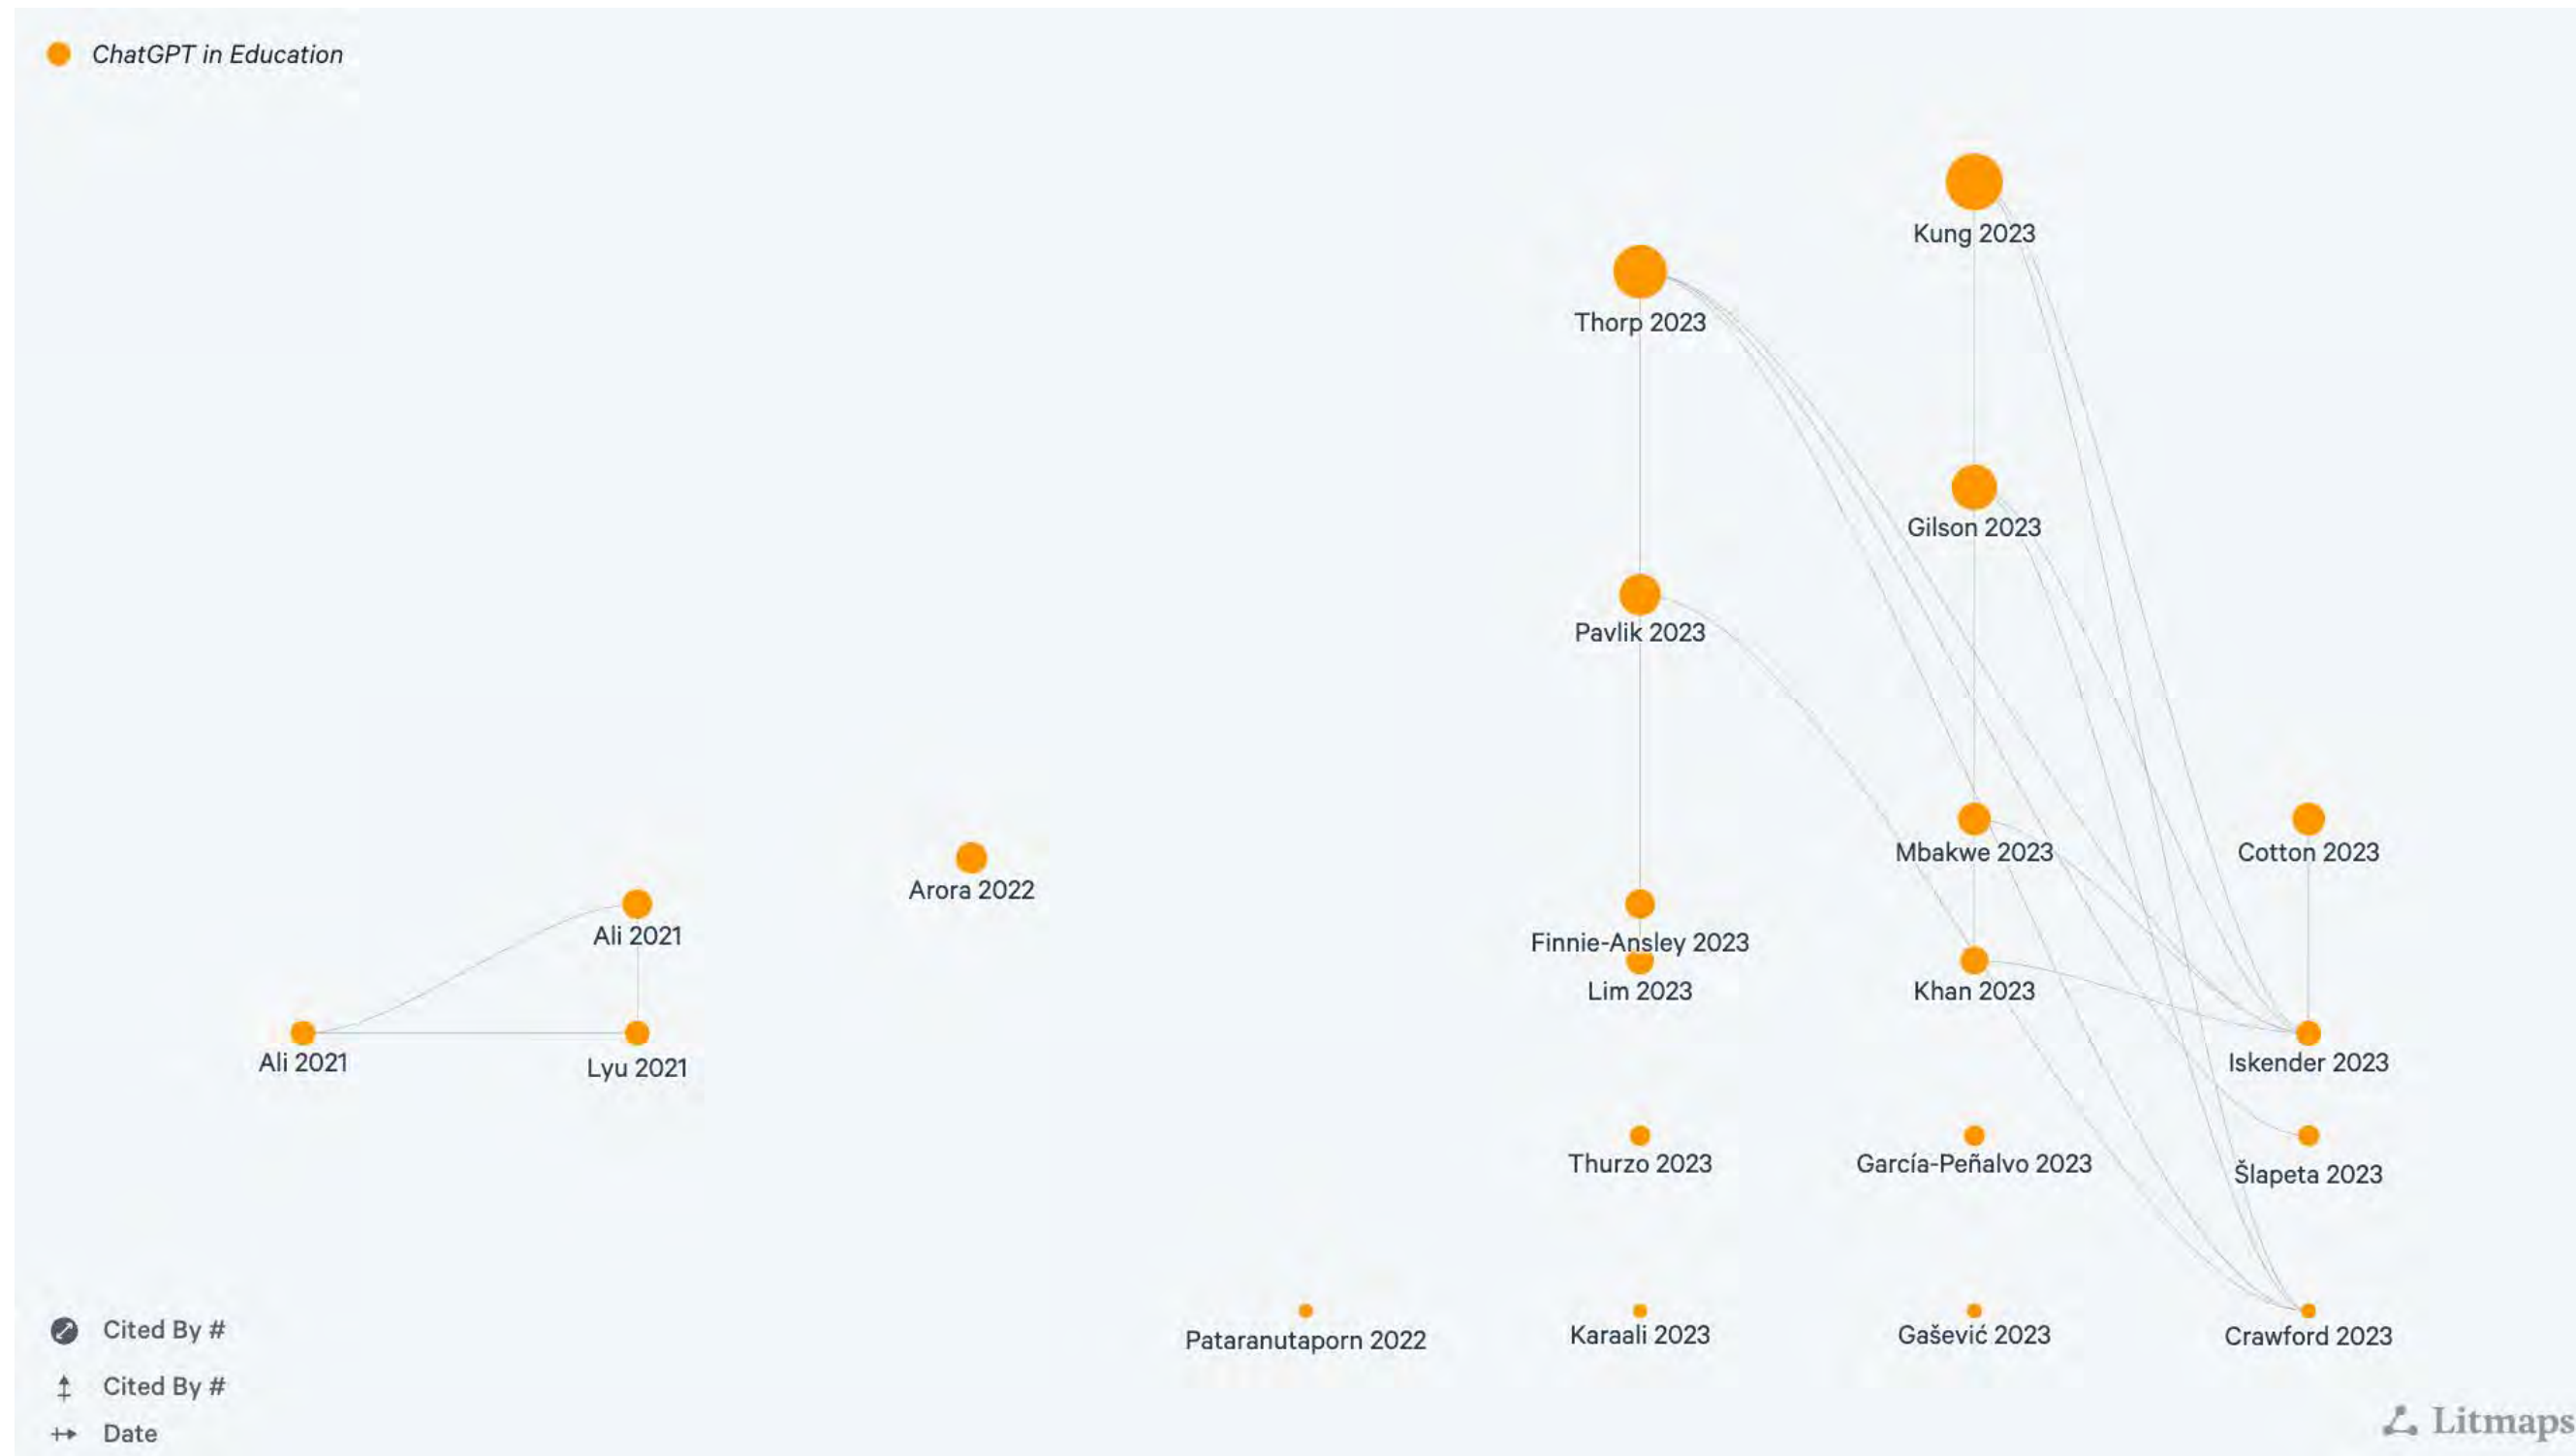 ChatGPT in Education
Kung 2023
Thorp 2023
Gilson 2023
Pavlik 2023
Mbakwe 2023
Cotton 2023
Arora 2022
Ali 2021
Finnie-Ansley 2023
Lim 2023
Khan 2023
Ali 2021
Lyu 2021
Iskender 2023
Thurzo 2023
García-Peñalvo 2023
Šlapeta 2023
Pataranutaporn 2022
Karaali 2023
Gašević 2023
Crawford 2023
Cited By #
Cited By #
Date
Litmaps